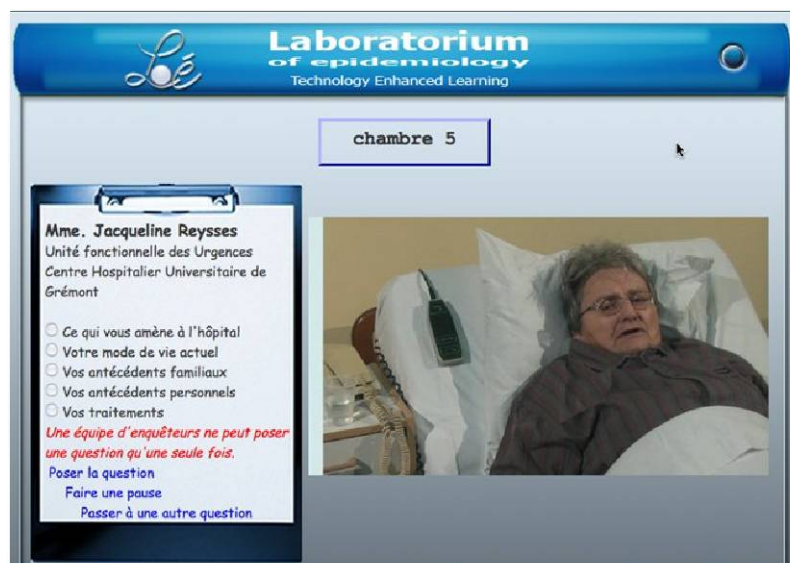 Lé
Laboratorium
of epidemiology
Technology Enhanced Learning
chambre 5
Mme. Jacqueline Reysses
Unité fonctionnelle des Urgences
Centre Hospitalier Universitaire de
Grémont
Ce qui vous amène à l'hôpital
Votre mode de vie actuel
Vos antécédents familiaux
Vos antécédents personnels
Vos traitements
Une équipe d'enquêteurs ne peut poser
une question qu'une seule fois.
Poser la question
Faire une pause
Passer à une autre question